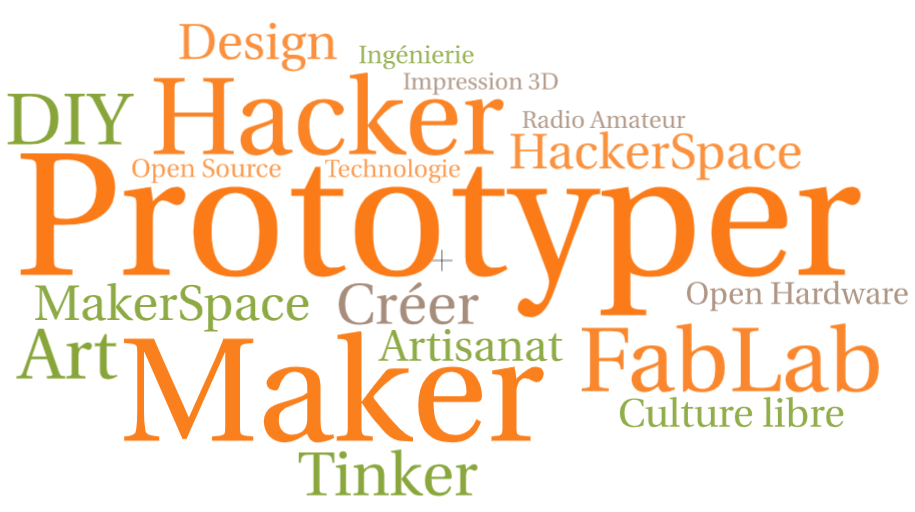 Design
Ingénierie
Impression 3D
DIY
Hacker
Radio Amateur
HackerSpace
Open Source
Technologie
Prototyper
MakerSpace
Créer
Open Hardware
Art
Maker
Artisanat
FabLab
Culture libre
Tinker